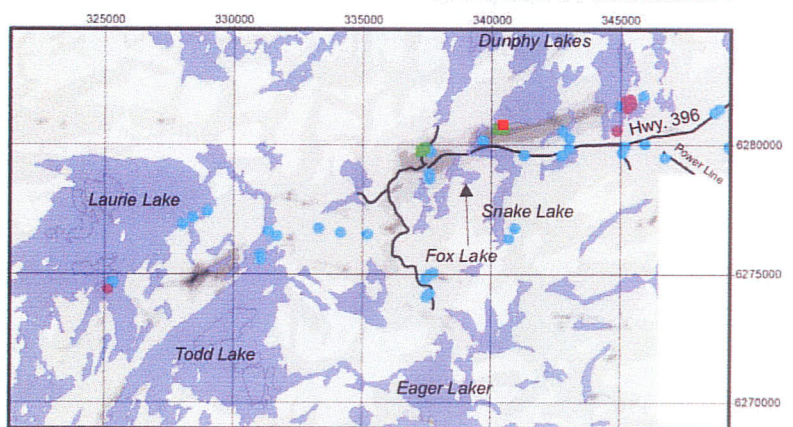 325000 330000 335000 340000 345000
Dunphy Lakes
Hwy. 396
6280000
Power Line
Laurie Lake
Snake Lake
Fox Lake
6275000
Todd Lake
Eager Laker
6270000